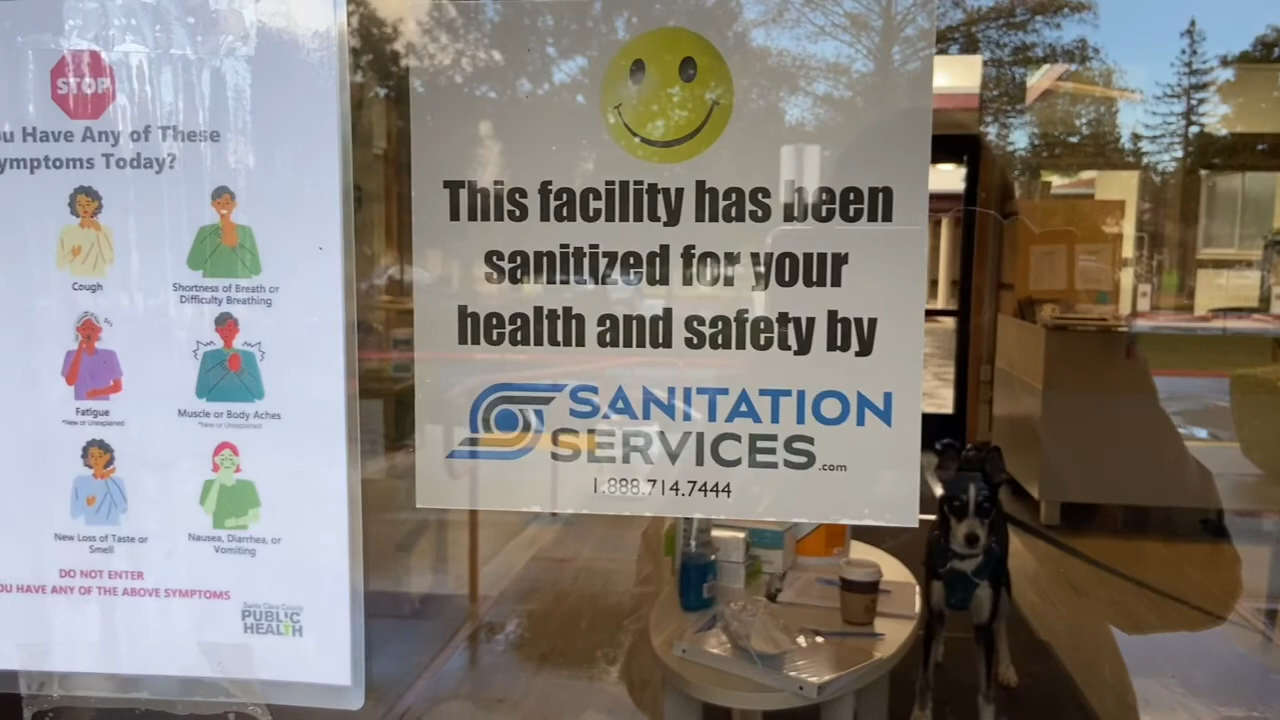 STOP
ou Have Any of These
ymptoms Today?
Cough
Shortness of Breath or
Difficulty Breathing
Fatigue
*New or Unexplained
Muscle or Body Aches
*New or Unexplained
New Loss of Taste or
Smell
Nausea, Diarrhea, or
Vomiting
DO NOT ENTER
OU HAVE ANY OF THE ABOVE SYMPTOMS
Santa Clara County
PUBLIC
HEALTH
This facility has been
sanitized for your
health and safety by
SANITATION
SERVICES.com
1.888.714.7444